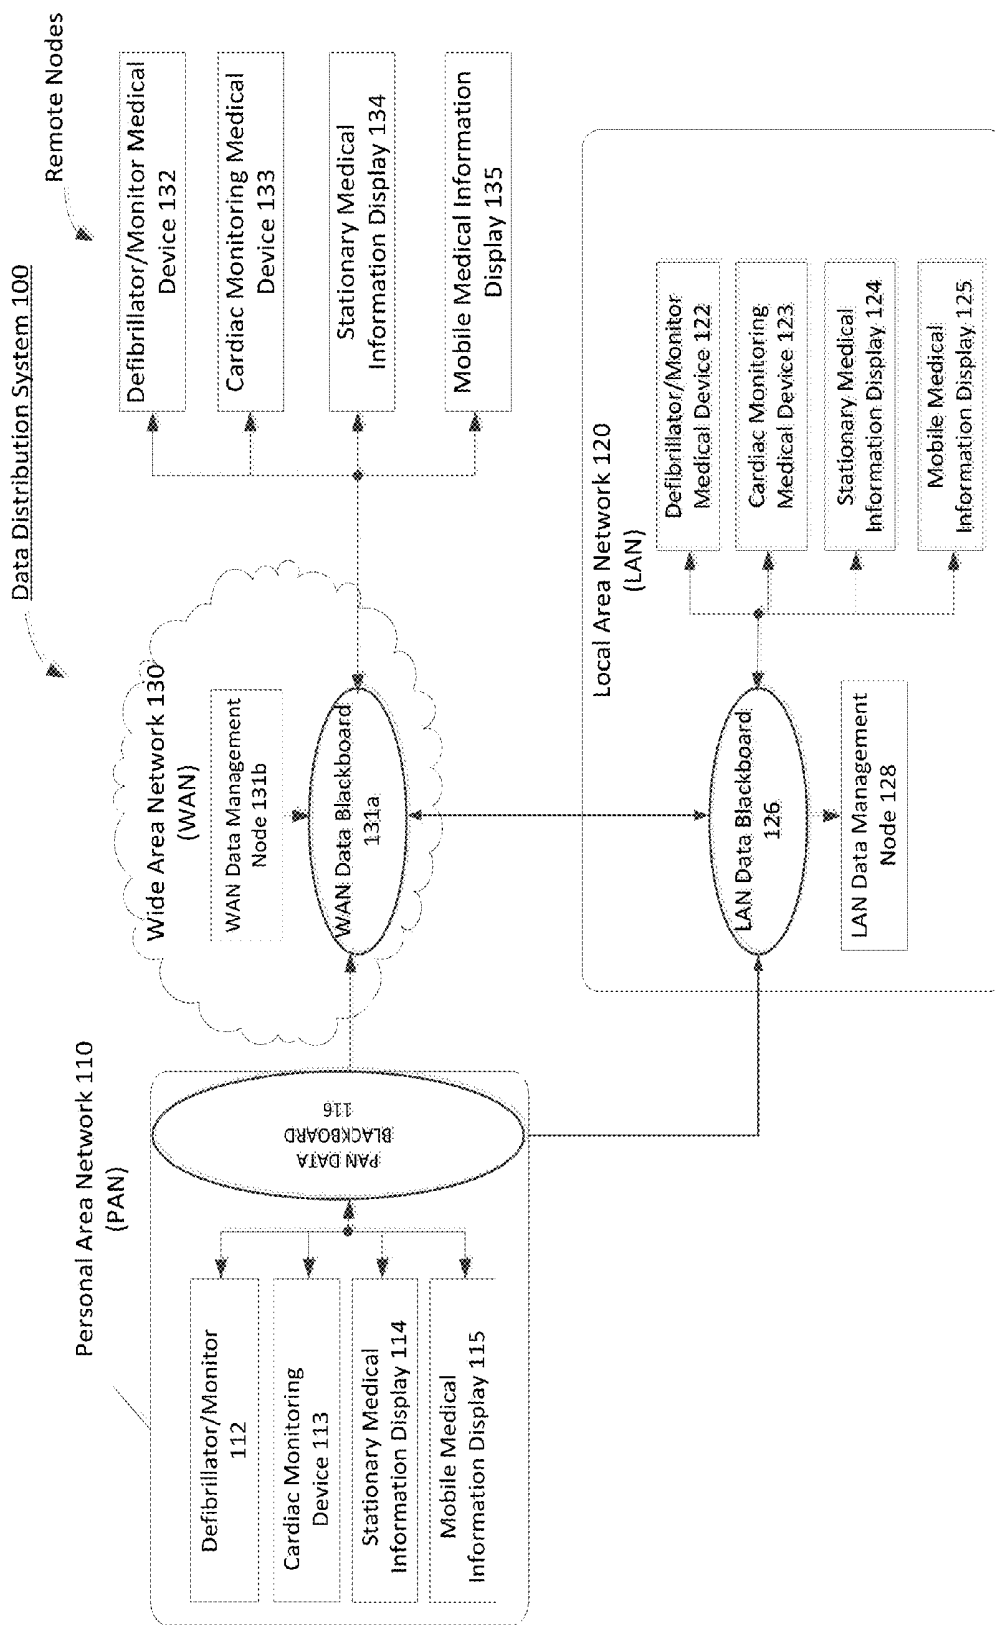 Data Distribution System 100
Remote Nodes
Personal Area Network 110
(PAN)
Defibrillator/Monitor
112
Cardiac Monitoring
Device 113
Stationary Medical
Information Display 114
Mobile Medical
Information Display 115
PAN DATA
BLACKBOARD
116
Wide Area Network 130
(WAN)
WAN Data Management
Node 131b
WAN Data Blackboard
131a
Defibrillator/Monitor Medical
Device 132
Cardiac Monitoring Medical
Device 133
Stationary Medical
Information Display 134
Mobile Medical Information
Display 135
Local Area Network 120
(LAN)
LAN Data Blackboard
126
LAN Data Management
Node 128
Defibrillator/Monitor
Medical Device 122
Cardiac Monitoring
Medical Device 123
Stationary Medical
Information Display 124
Mobile Medical
Information Display 125